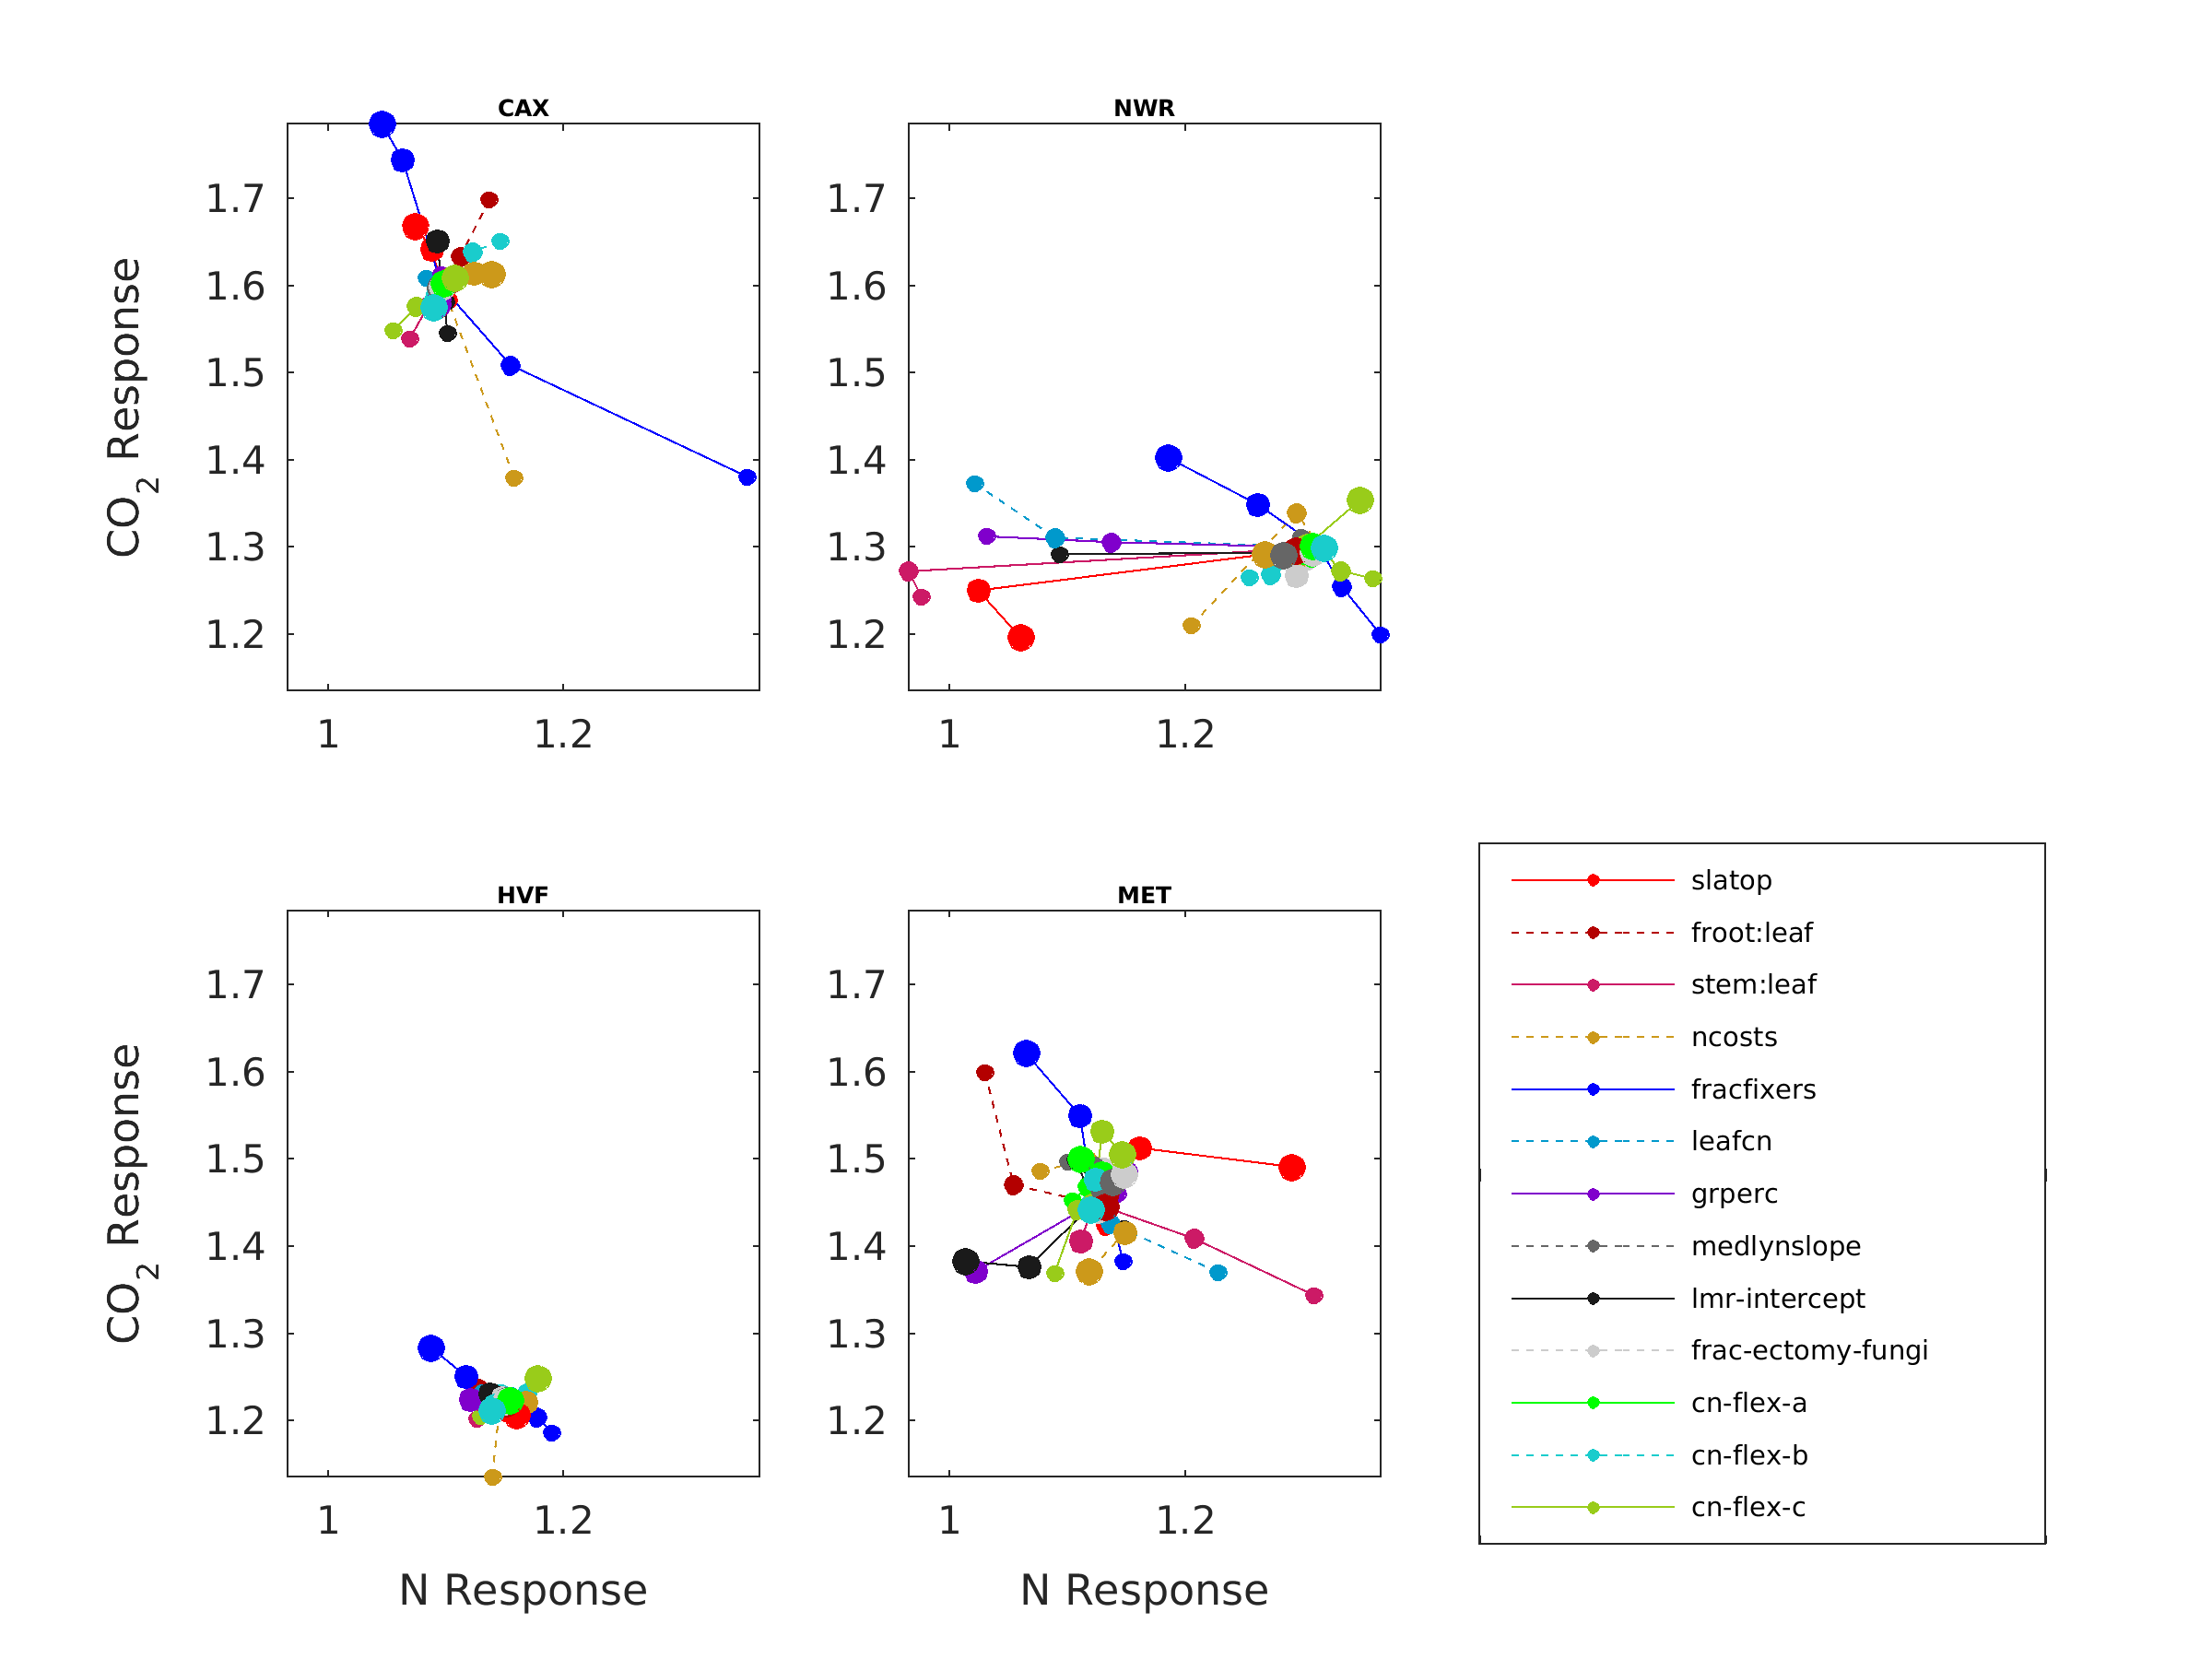 CAX
NWR
1.7
1.6
1.5
1.4
1.3
1.2
CO2 Response
1 1.2
1.7
1.6
1.5
1.4
1.3
1.2
1 1.2
HVF
MET
1.7
1.6
1.5
1.4
1.3
1.2
CO2 Response
1 1.2
N Response
1.7
1.6
1.5
1.4
1.3
1.2
1 1.2
N Response
slatop
froot:leaf
stem:leaf
ncosts
fracfixers
leafcn
grperc
medlynslope
lmr-intercept
frac-ectomy-fungi
cn-flex-a
cn-flex-b
cn-flex-c